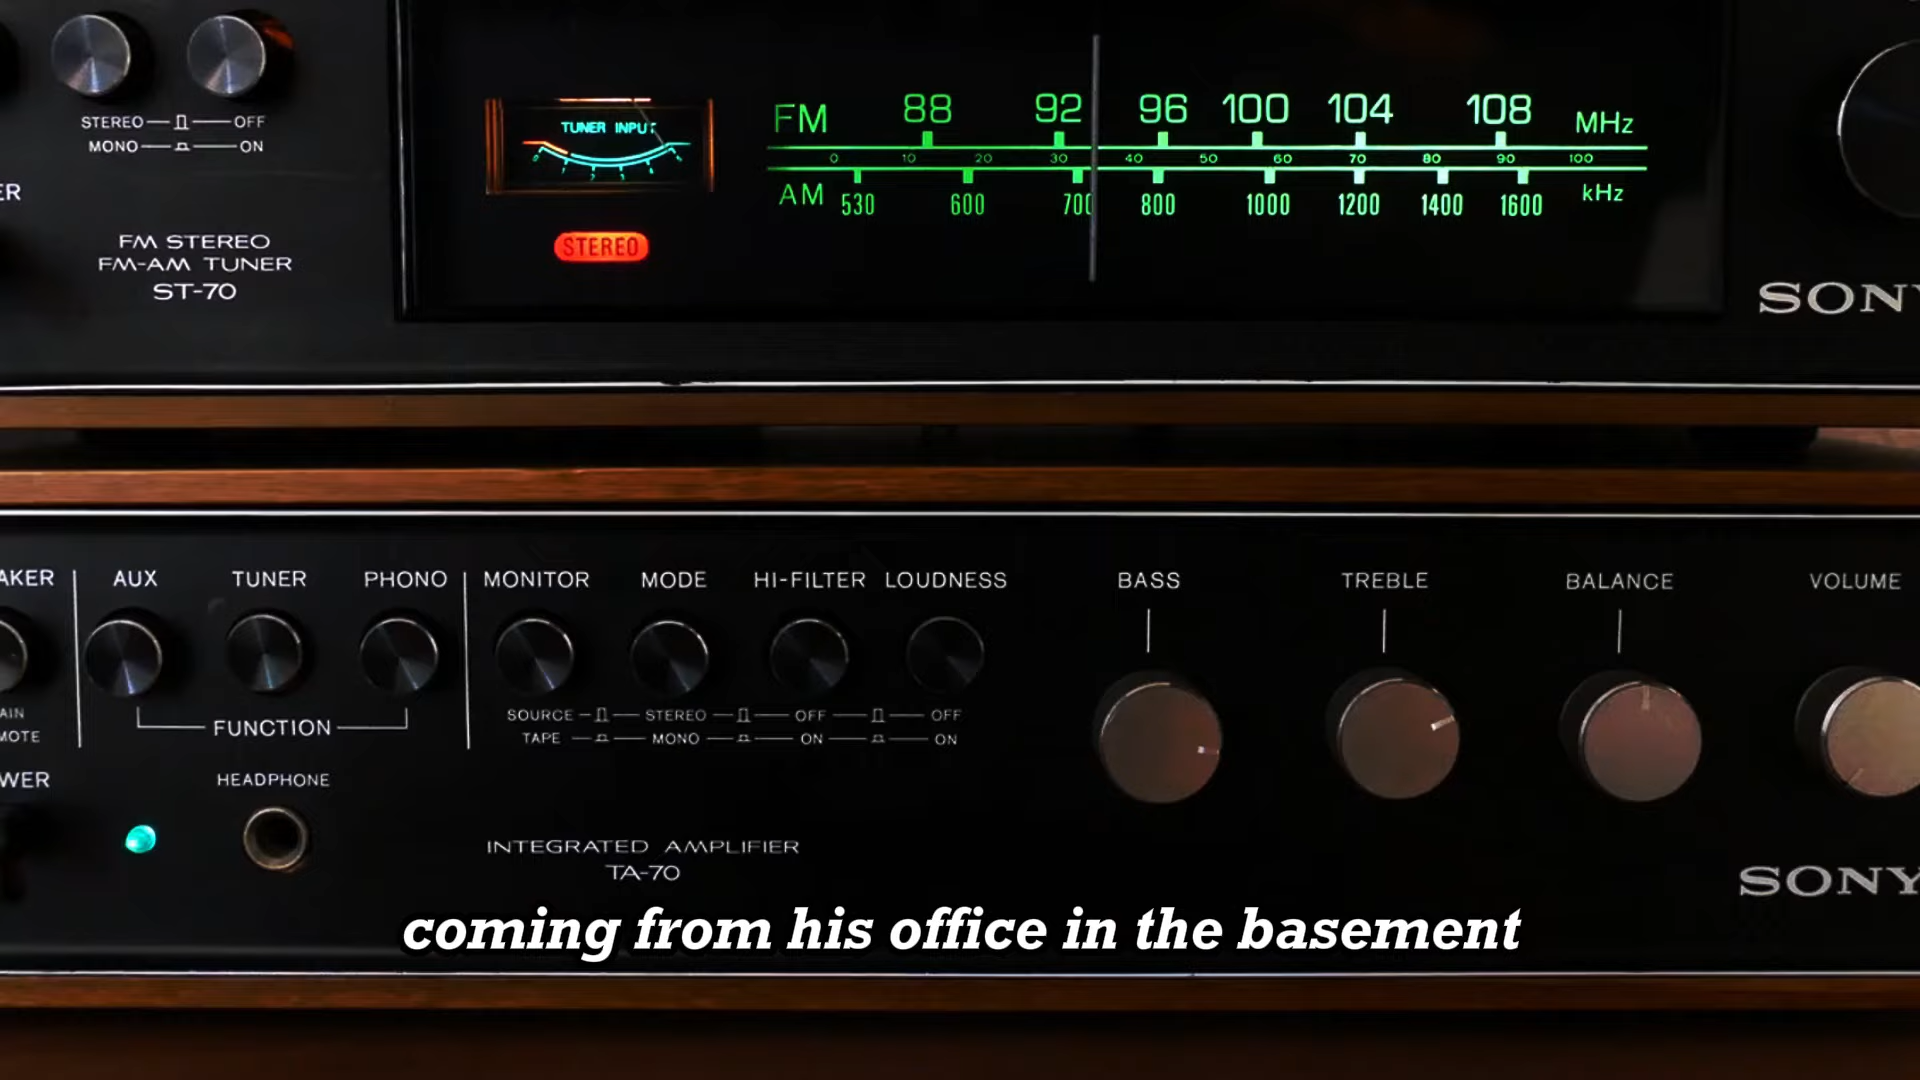 STEREO OFF
MONO ON
ER
FM STEREO
FM-AM TUNER
ST-70
TUNER INPUT
STEREO
FM 88 92 96 100 104 108 MHz
0 10 20 30 40 50 60 70 80 90 100
AM 530 600 700 800 1000 1200 1400 1600 kHz
SONY
AKER AUX TUNER PHONO MONITOR MODE HI-FILTER LOUDNESS BASS TREBLE BALANCE VOLUME
AIN SOURCE STEREO OFF OFF
MOTE FUNCTION TAPE MONO ON ON
WER HEADPHONE
INTEGRATED AMPLIFIER
TA-70
SONY
coming from his office in the basement